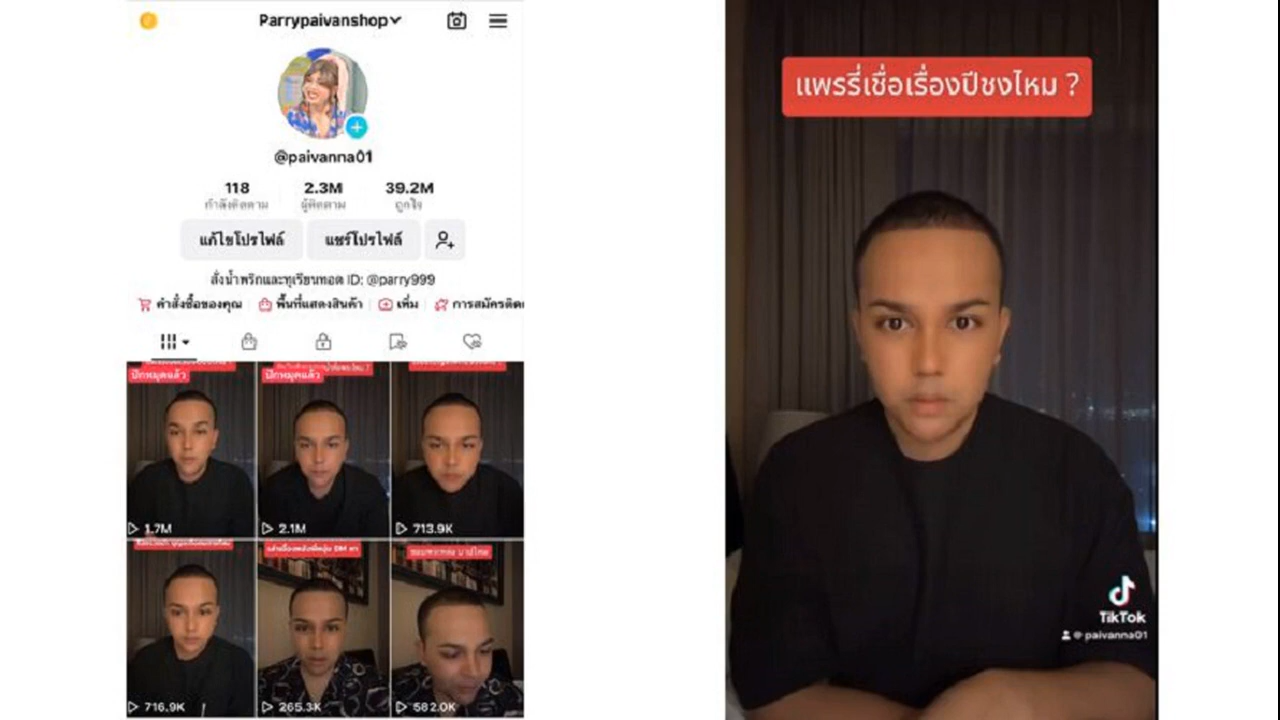 Parrypaivanshop
@paivanna01
118 2.3M 39.2M
กำลังติดตาม ผู้ติดตาม ถูกใจ
แก้ไขโปรไฟล์ แชร์โปรไฟล์
สั่งน้ำพริกและทุเรียนทอด ID: @parry999
คำสั่งซื้อของคุณ พื้นที่แสดงสินค้า เพิ่ม การสมัครติดต
ปักหมุดแล้ว ปักหมุดแล้ว
1.7M 2.1M 713.9K
716.9K 265.3K 582.0K
แพรรี่เชื่อเรื่องปีชงไหม ?
TikTok
@paivanna01